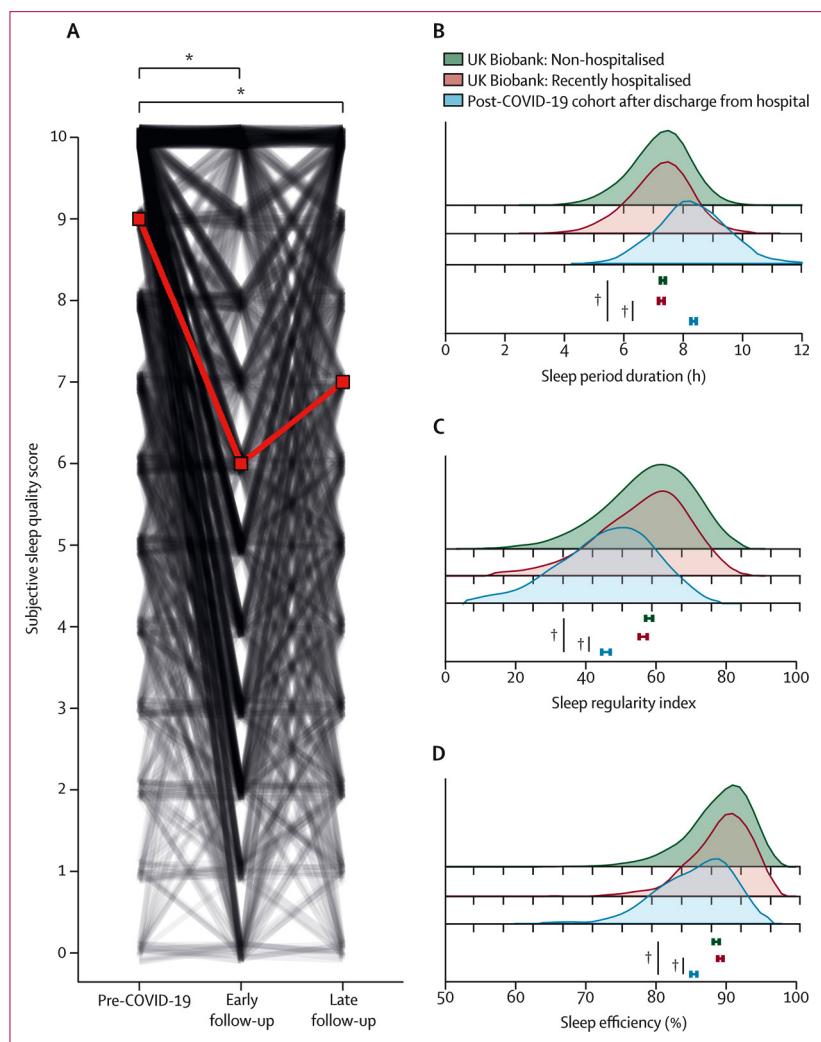 A
*
*
10
9
8
7
6
5
4
3
2
1
0
Subjective sleep quality score
Pre-COVID-19
Early
follow-up
Late
follow-up
B
UK Biobank: Non-hospitalised
UK Biobank: Recently hospitalised
Post-COVID-19 cohort after discharge from hospital
†
†
0 2 4 6 8 10 12
Sleep period duration (h)
C
†
†
0 20 40 60 80 100
Sleep regularity index
D
†
†
50 60 70 80 90 100
Sleep efficiency (%)